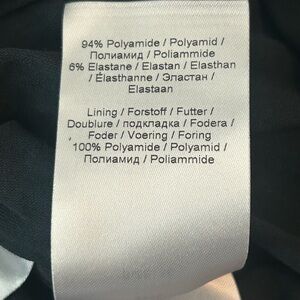 94% Polyamide / Polyamid /
Полиамид / Poliammide
6% Elastane / Elastan / Elasthan
/ Élasthanne / Эластан /
Elastaan
Lining / Forstoff / Futter /
Doublure / подкладка / Fodera /
Foder / Voering / Foring
100% Polyamide / Polyamid /
Полиамид / Poliammide